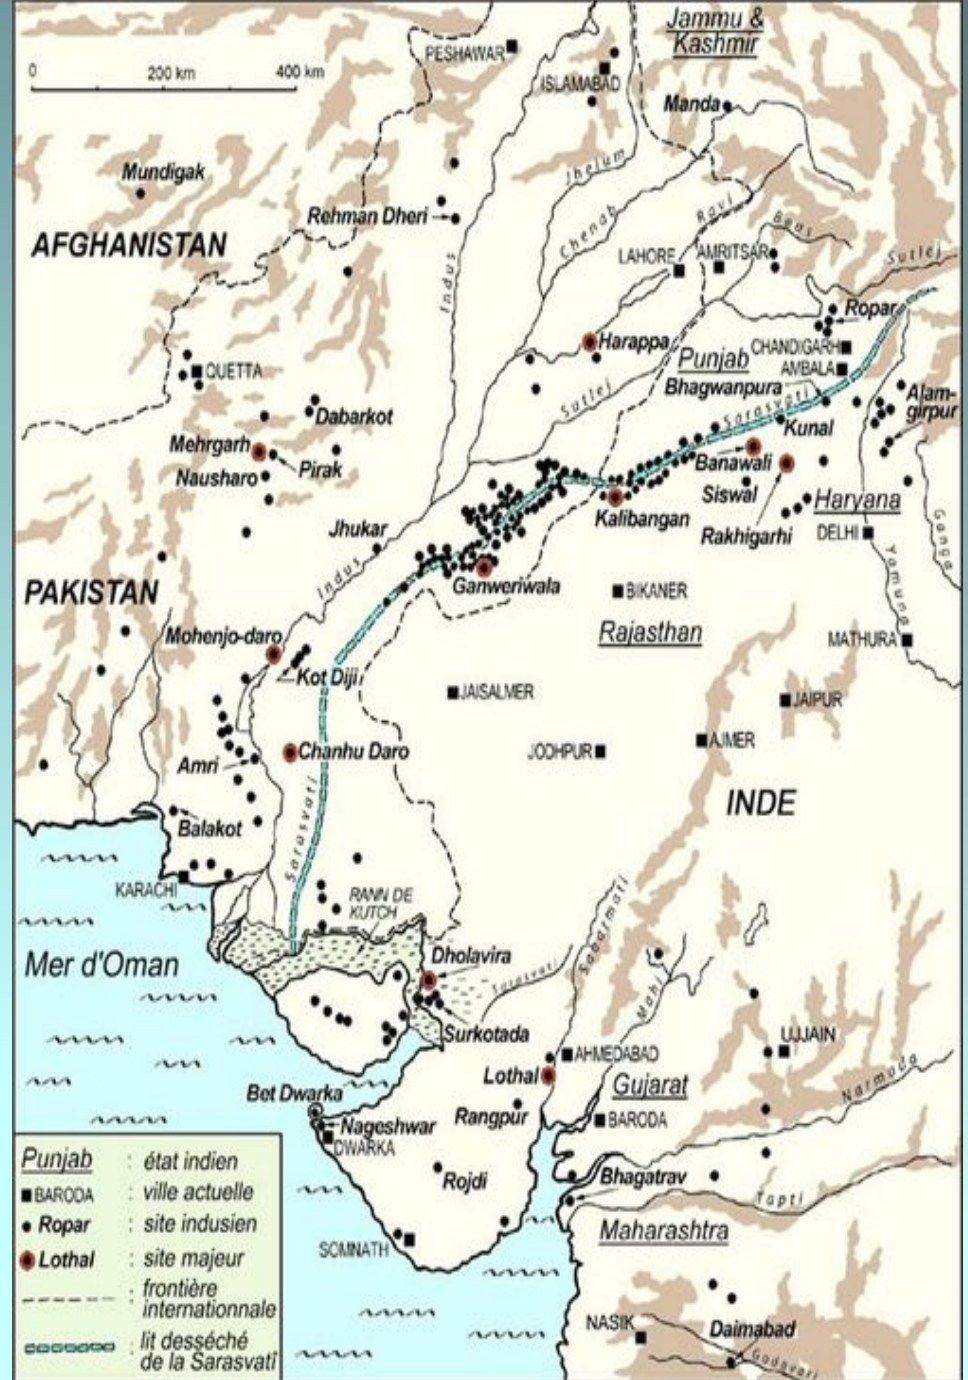 Jammu &
Kashmir
PESHAWAR
0
200 km
400 km
ISLAMABAD
Manda
Jhelum
Mundigak
Chenab
Ravi
Rehman Dheri
Beas
AFGHANISTAN
LAHORE
AMRITSAR
Sutlej
Indus
Ropar
Harappa
Punjab
CHANDIGARH
QUETTA
AMBALA
Bhagwanpura
Alam-
girpur
Sutlej
Sarasvati
Dabarkot
Kunal
Mehrgarh
Pirak
Banawali
Nausharo
Siswal
Haryana
Kalibangan
Jhukar
Rakhigarhi
DELHI
Ganga
Indus
Yamuna
Ganweriwala
PAKISTAN
BIKANER
Mohenjo-daro
Rajasthan
MATHURA
Kot Diji
JAISALMER
JAIPUR
Chanhu Daro
JODHPUR
AJMER
Amri
INDE
Sarasvati
Balakot
KARACHI
RANN DE
KUTCH
Sabarmati
Mer d'Oman
Dholavira
Sarasvati
Mahi
Surkotada
UJJAIN
AHMEDABAD
Lothal
Gujarat
Narmada
Bet Dwarka
Rangpur
Nageshwar
BARODA
DWARKA
Rojdi
Bhagatrav
Tapti
Maharashtra
SOMNATH
NASIK
Daimabad
Godavari
Punjab : état indien
BARODA : ville actuelle
Ropar : site indusien
Lothal : site majeur
: frontière
internationnale
: lit desséché
de la Sarasvatî